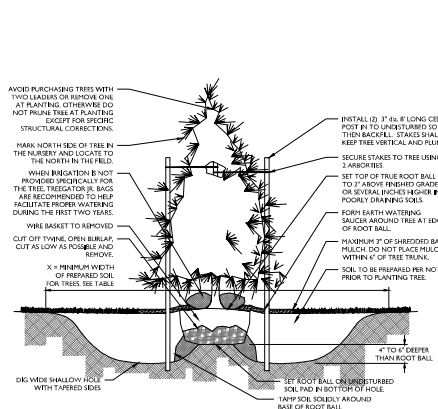 AVOID PURCHASING TREES WITH
TWO LEADERS OR REMOVE ONE
AT PLANTING. OTHERWISE DO
NOT PRUNE TREE AT PLANTING
EXCEPT FOR SPECIFIC
STRUCTURAL CORRECTIONS.
MARK NORTH SIDE OF TREE IN
THE NURSERY AND LOCATE TO
THE NORTH IN THE FIELD.
WHEN IRRIGATION IS NOT
PROVIDED SPECIFICALLY FOR
THE TREE, TREEGATOR JR. BAGS
ARE RECOMMENDED TO HELP
FACILITATE PROPER WATERING
DURING THE FIRST TWO YEARS.
WIRE BASKET TO REMOVED
CUT OFF TWINE, OPEN BURLAP,
CUT AS LOW AS POSSIBLE AND
REMOVE.
X = MINIMUM WIDTH
OF PREPARED SOIL
FOR TREES. SEE TABLE
DIG WIDE SHALLOW HOLE
WITH TAPERED SIDES
INSTALL (2) 3" dia. 8' LONG CE
POST IN TO UNDISTURBED SO
THEN BACKFILL. STAKES SHAL
KEEP TREE VERTICAL AND PLU
SECURE STAKES TO TREE USING
2 ARBORTIES.
SET TOP OF TRUE ROOT BALL
TO 2" ABOVE FINISHED GRADE
OR SEVERAL INCHES HIGHER IN
POORLY DRAINING SOILS.
FORM EARTH WATERING
SAUCER AROUND TREE AT EDG
OF ROOT BALL.
MAXIMUM 3" OF SHREDDED BA
MULCH. DO NOT PLACE MULC
WITHIN 6" OF TREE TRUNK.
SOIL TO BE PREPARED PER NO
PRIOR TO PLANTING TREE.
4" TO 6" DEEPER
THAN ROOT BALL
SET ROOT BALL ON UNDISTURBED
SOIL PAD IN BOTTOM OF HOLE.
TAMP SOIL SOLIDLY AROUND
BASE OF ROOT BALL